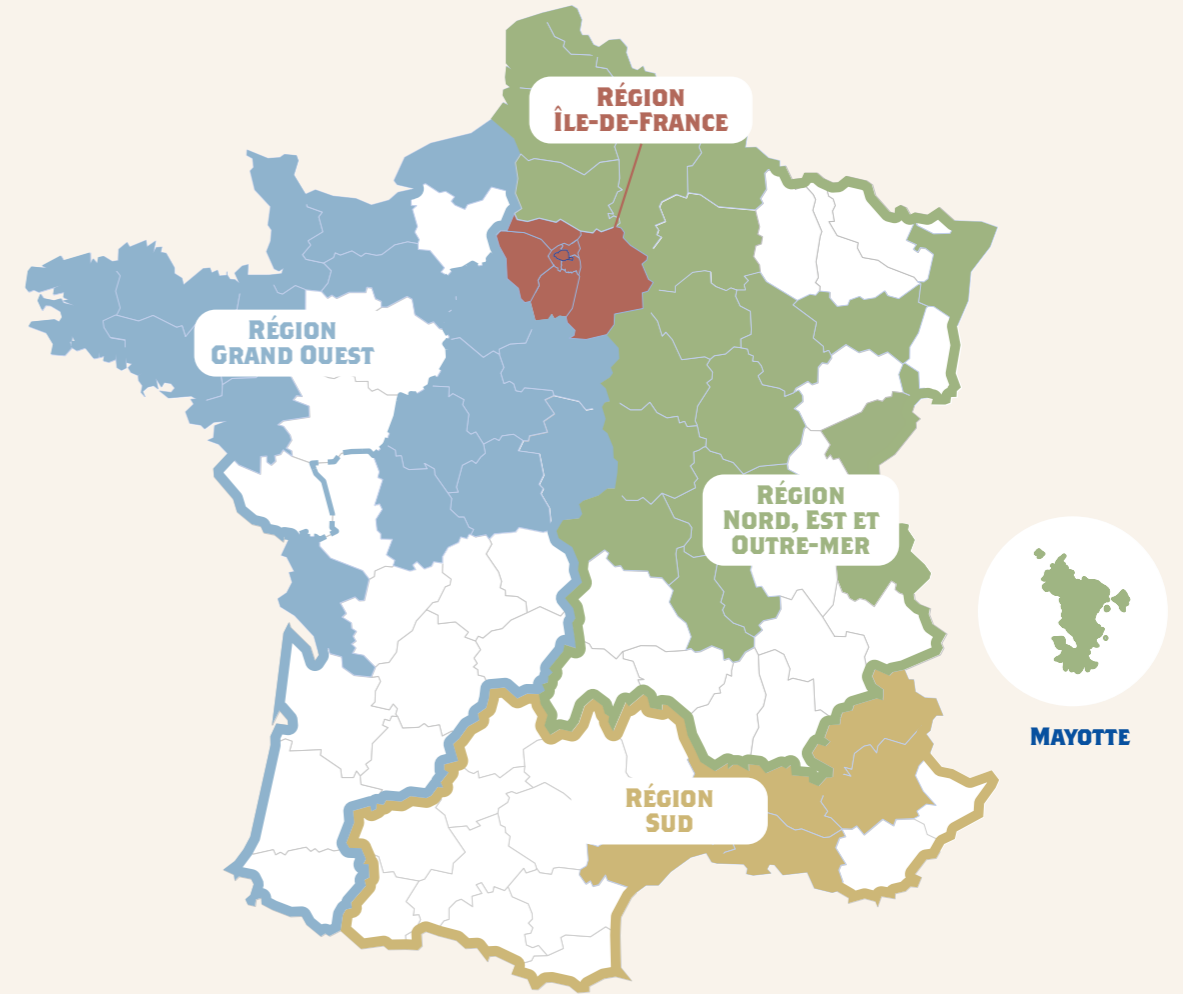 Région
Île-de-France
Région
Grand Ouest
Région
Nord, Est et
Outre-mer
Mayotte
Région
Sud